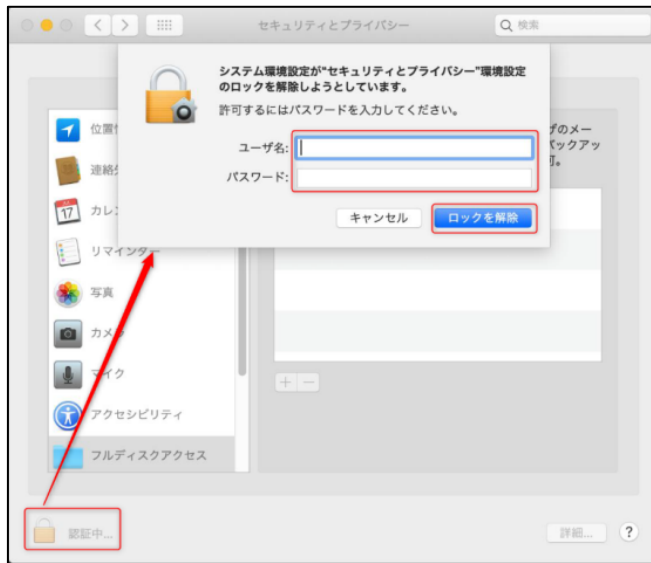 セキュリティとプライバシー
検索
システム環境設定が"セキュリティとプライバシー"環境設定
のロックを解除しようとしています。
許可するにはパスワードを入力してください。
ユーザ名:
パスワード:
キャンセル
ロックを解除
位置
連絡
17
カレ
リマインダー
写真
カメラ
マイク
アクセシビリティ
フルディスクアクセス
ザのメー
バックアッ
可。
+
−
認証中...
詳細...
?